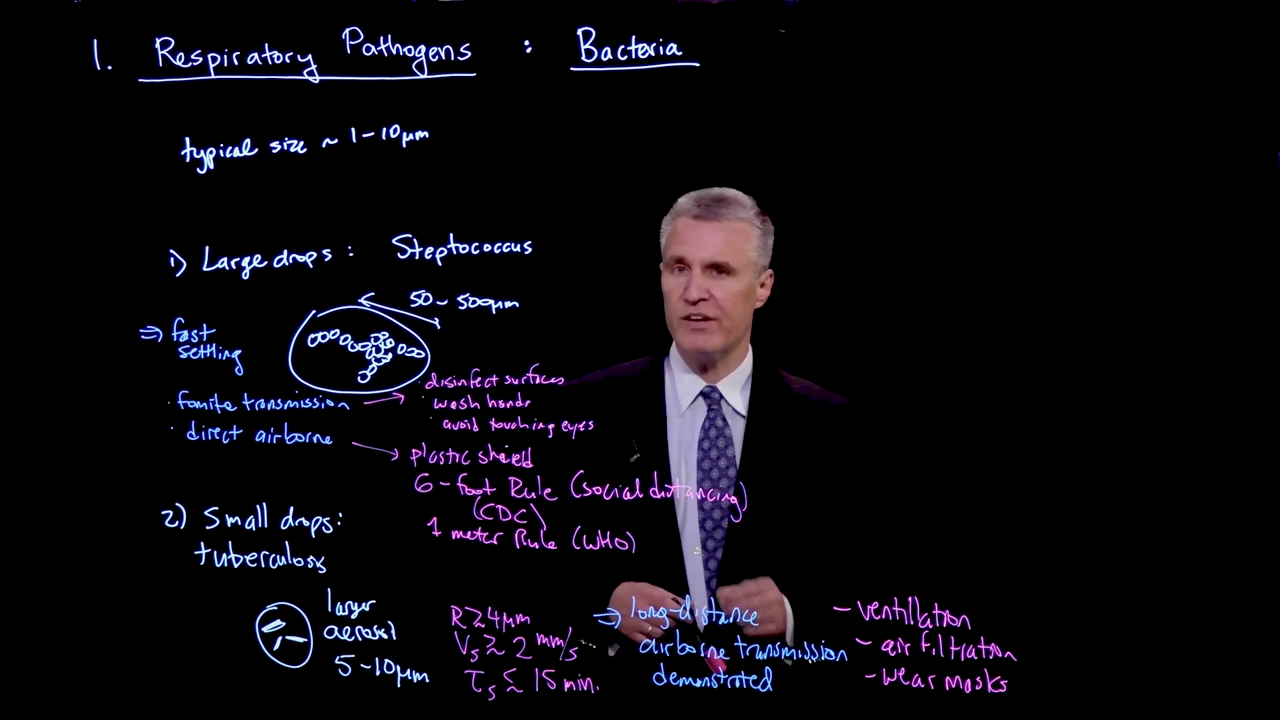 1. Respiratory Pathogens : Bacteria
typical size ~ 1-10μm
1) Large drops : Steptococcus
50 - 500μm
⇒ fast
settling
· fomite transmission
· direct airborne
· disinfect surfaces
· wash hands
· avoid touching eyes
plastic shield
6-foot Rule (social distancing)
(CDC)
1 meter Rule (WHO)
2) Small drops:
tuberculosis
larger
aerosol
5-10μm
R ≳ 4μm
Vs ≳ 2 mm/s
τs ≲ 15 min.
⇒ long-distance
airborne transmission
demonstrated
- ventillation
- air filtration
- wear masks